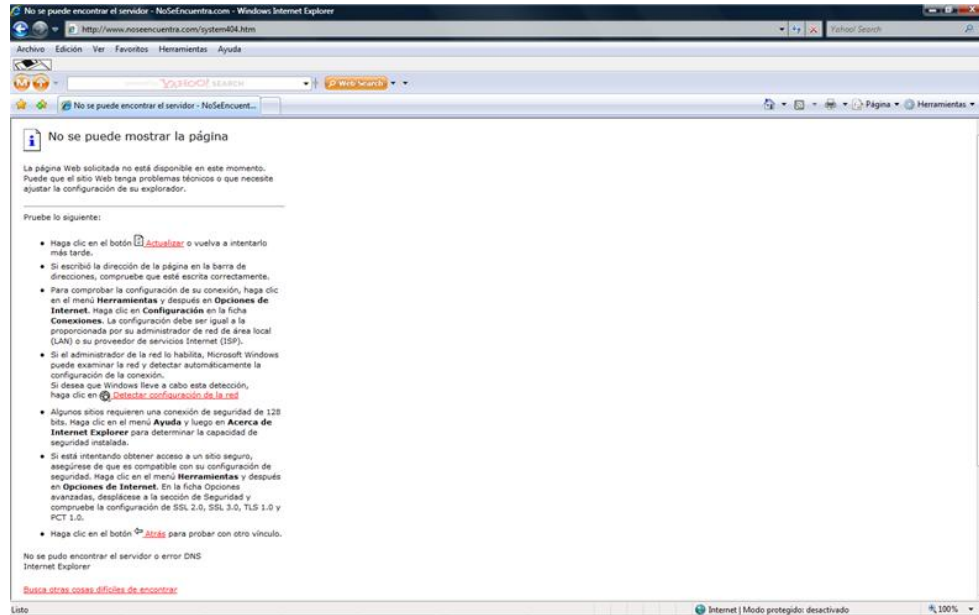 No se puede encontrar el servidor - NoSeEncuentra.com - Windows Internet Explorer
http://www.noseencuentra.com/system404.htm
Yahoo! Search
Archivo Edición Ver Favoritos Herramientas Ayuda
YAHOO! SEARCH
Web Search
No se puede encontrar el servidor - NoSeEncuent...
Página
Herramientas
No se puede mostrar la página
La página Web solicitada no está disponible en este momento.
Puede que el sitio Web tenga problemas técnicos o que necesite
ajustar la configuración de su explorador.
Pruebe lo siguiente:
Haga clic en el botón Actualizar o vuelva a intentarlo
más tarde.
Si escribió la dirección de la página en la barra de
direcciones, compruebe que esté escrita correctamente.
Para comprobar la configuración de su conexión, haga clic
en el menú Herramientas y después en Opciones de
Internet. Haga clic en Configuración en la ficha
Conexiones. La configuración debe ser igual a la
proporcionada por su administrador de red de área local
(LAN) o su proveedor de servicios Internet (ISP).
Si el administrador de la red lo habilita, Microsoft Windows
puede examinar la red y detectar automáticamente la
configuración de la conexión.
Si desea que Windows lleve a cabo esta detección,
haga clic en Detectar configuración de la red
Algunos sitios requieren una conexión de seguridad de 128
bits. Haga clic en el menú Ayuda y luego en Acerca de
Internet Explorer para determinar la capacidad de
seguridad instalada.
Si está intentando obtener acceso a un sitio seguro,
asegúrese de que es compatible con su configuración de
seguridad. Haga clic en el menú Herramientas y después
en Opciones de Internet. En la ficha Opciones
avanzadas, desplácese a la sección de Seguridad y
compruebe la configuración de SSL 2.0, SSL 3.0, TLS 1.0 y
PCT 1.0.
Haga clic en el botón Atrás para probar con otro vínculo.
No se pudo encontrar el servidor o error DNS
Internet Explorer
Busca otras cosas difíciles de encontrar
Listo
Internet | Modo protegido: desactivado
100%